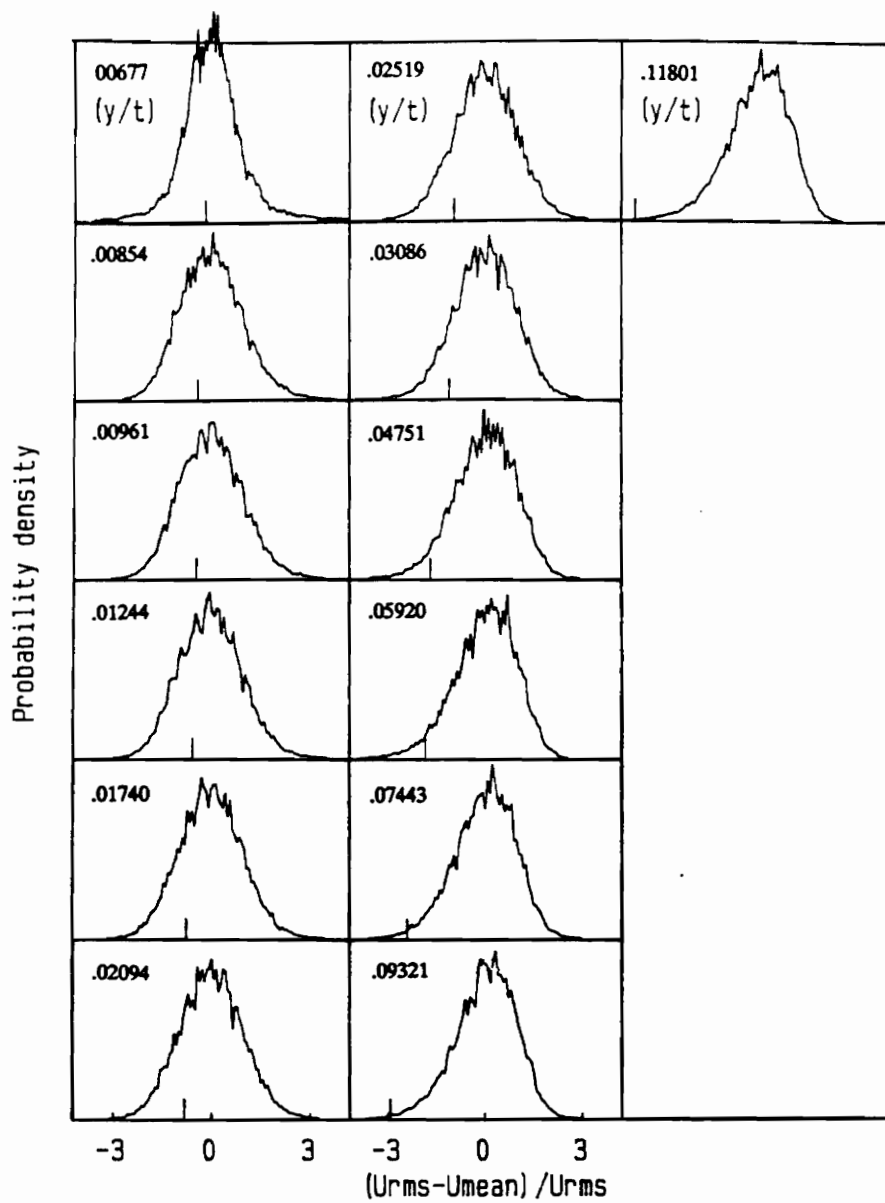 00677 .02519 .11801
(y/t) (y/t) (y/t)
.00854 .03086
.00961 .04751
.01244 .05920
.01740 .07443
.02094 .09321
Probability density
-3 0 3 -3 0 3
(Urms-Umean)/Urms